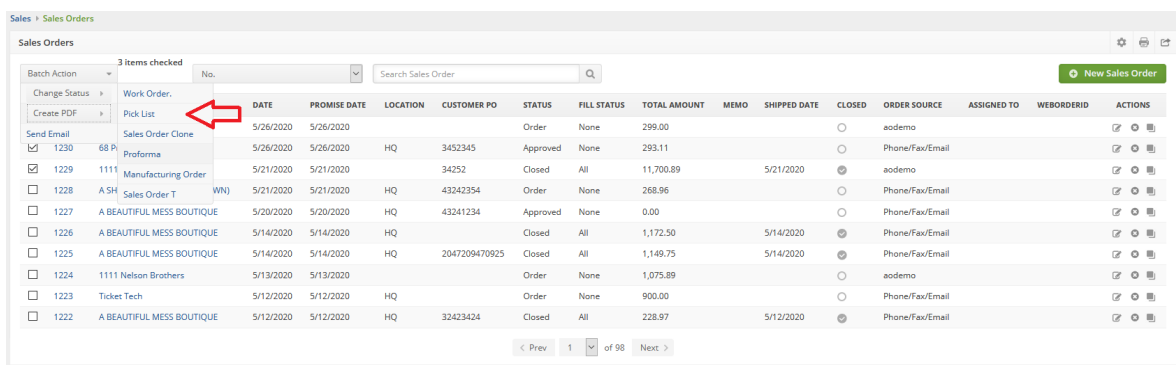 Sales › Sales Orders
Sales Orders
3 items checked
Batch Action No. Search Sales Order New Sales Order
Change Status Work Order.
Create PDF Pick List
Send Email Sales Order Clone
Proforma
Manufacturing Order
Sales Order T
DATE PROMISE DATE LOCATION CUSTOMER PO STATUS FILL STATUS TOTAL AMOUNT MEMO SHIPPED DATE CLOSED ORDER SOURCE ASSIGNED TO WEBORDERID ACTIONS
5/26/2020 5/26/2020 Order None 299.00 aodemo
1230 68 P 5/26/2020 5/26/2020 HQ 3452345 Approved None 293.11 Phone/Fax/Email
1229 1111 5/21/2020 5/21/2020 34252 Closed All 11,700.89 5/21/2020 aodemo
1228 A SH WN) 5/21/2020 5/21/2020 HQ 43242354 Order None 268.96 Phone/Fax/Email
1227 A BEAUTIFUL MESS BOUTIQUE 5/20/2020 5/20/2020 HQ 43241234 Approved None 0.00 Phone/Fax/Email
1226 A BEAUTIFUL MESS BOUTIQUE 5/14/2020 5/14/2020 HQ Closed All 1,172.50 5/14/2020 Phone/Fax/Email
1225 A BEAUTIFUL MESS BOUTIQUE 5/14/2020 5/14/2020 HQ 2047209470925 Closed All 1,149.75 5/14/2020 Phone/Fax/Email
1224 1111 Nelson Brothers 5/13/2020 5/13/2020 Order None 1,075.89 aodemo
1223 Ticket Tech 5/12/2020 5/12/2020 HQ Order None 900.00 Phone/Fax/Email
1222 A BEAUTIFUL MESS BOUTIQUE 5/12/2020 5/12/2020 HQ 32423424 Closed All 228.97 5/12/2020 Phone/Fax/Email
< Prev 1 of 98 Next >